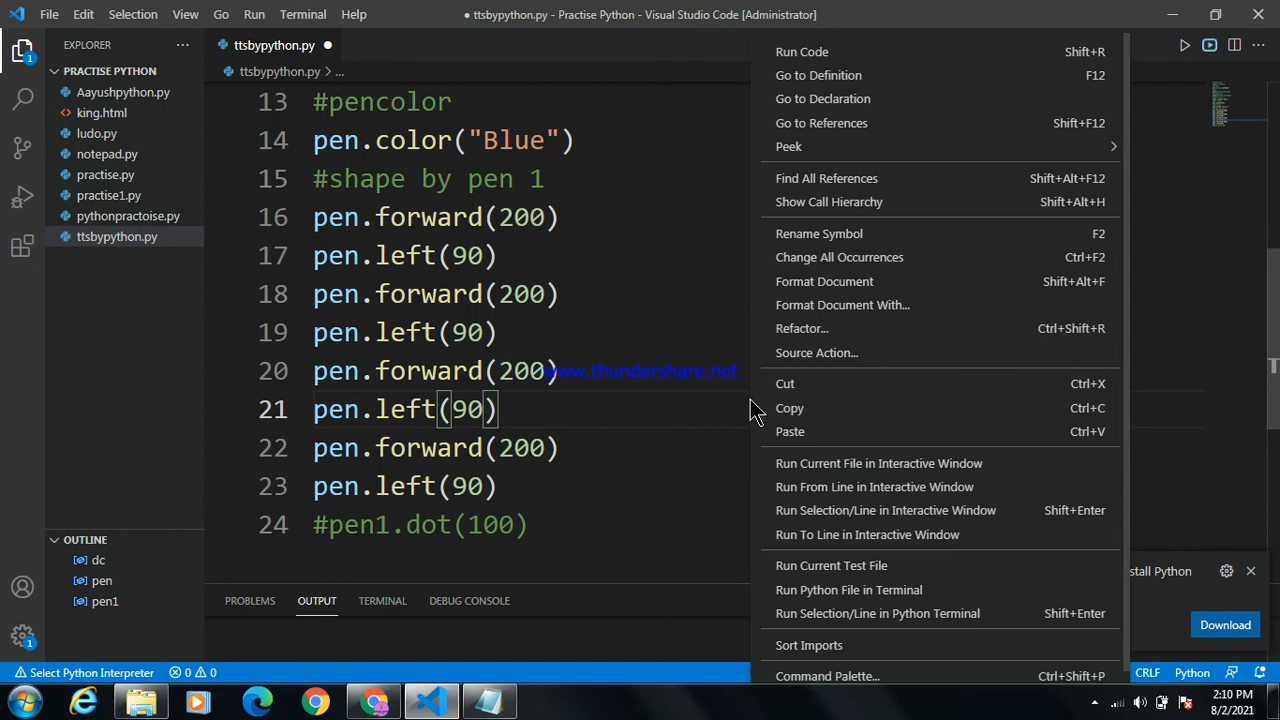 File Edit Selection View Go Run Terminal Help ● ttsbypython.py - Practise Python - Visual Studio Code [Administrator]
EXPLORER
PRACTISE PYTHON
Aayushpython.py
king.html
ludo.py
notepad.py
practise.py
practise1.py
pythonpractoise.py
ttsbypython.py
OUTLINE
dc
pen
pen1
ttsbypython.py ●
ttsbypython.py > ...
13 #pencolor
14 pen.color("Blue")
15 #shape by pen 1
16 pen.forward(200)
17 pen.left(90)
18 pen.forward(200)
19 pen.left(90)
20 pen.forward(200)
www.thundershare.net
21 pen.left(90)
22 pen.forward(200)
23 pen.left(90)
24 #pen1.dot(100)
PROBLEMS OUTPUT TERMINAL DEBUG CONSOLE
Run Code Shift+R
Go to Definition F12
Go to Declaration
Go to References Shift+F12
Peek
Find All References Shift+Alt+F12
Show Call Hierarchy Shift+Alt+H
Rename Symbol F2
Change All Occurrences Ctrl+F2
Format Document Shift+Alt+F
Format Document With...
Refactor... Ctrl+Shift+R
Source Action...
Cut Ctrl+X
Copy Ctrl+C
Paste Ctrl+V
Run Current File in Interactive Window
Run From Line in Interactive Window
Run Selection/Line in Interactive Window Shift+Enter
Run To Line in Interactive Window
Run Current Test File
Run Python File in Terminal
Run Selection/Line in Python Terminal Shift+Enter
Sort Imports
Command Palette... Ctrl+Shift+P
stall Python
Download
Select Python Interpreter 0 0 CRLF Python
1
1
2:10 PM
8/2/2021